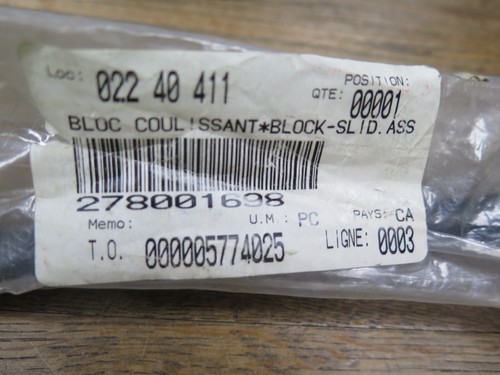 Loc: 022 40 411
POSITION:
QTE: 00001
BLOC COULISSANT*BLOCK-SLID.ASS
278001698
Memo: U.M.: PC PAYS: CA
T.O. 000005774025 LIGNE: 0003